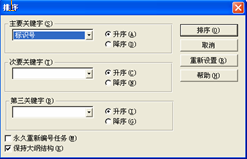 排序
主要关键字(S)
标识号
升序(A)
降序(D)
排序(O)
取消
重新设置(R)
帮助(H)
次要关键字(T)
升序(C)
降序(E)
第三关键字(B)
升序(I)
降序(G)
永久重新编号任务(M)
保持大纲结构(K)